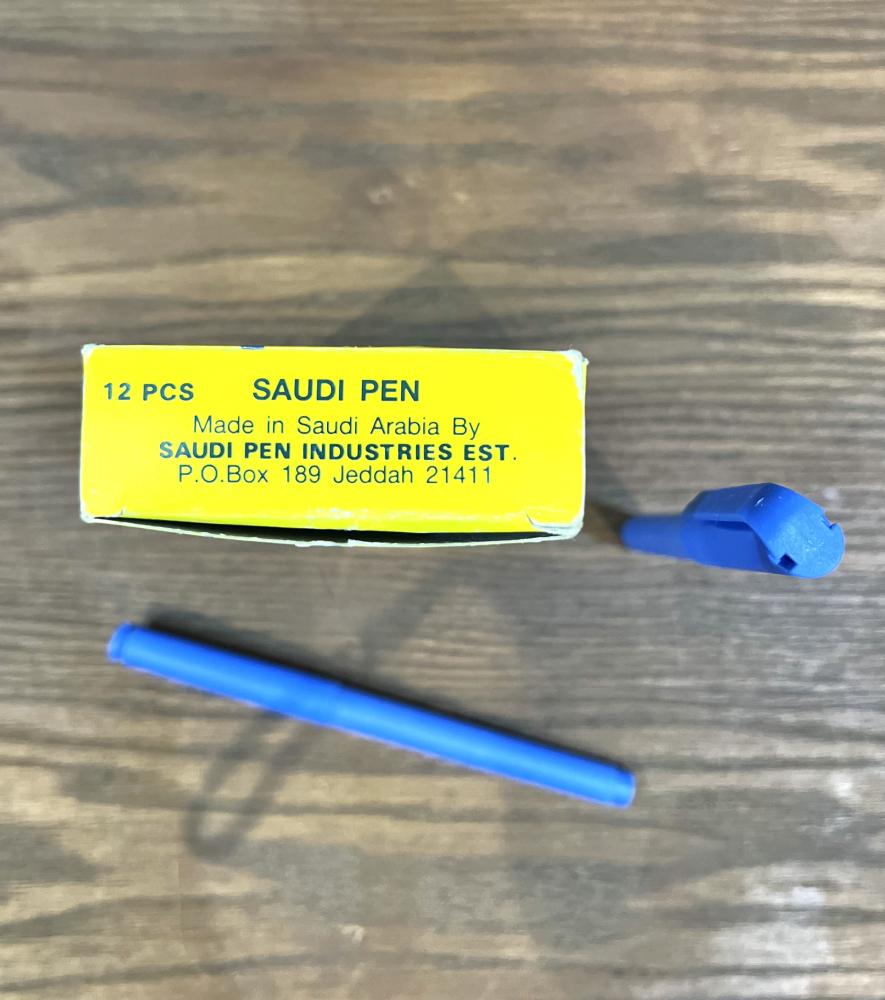 12 PCS SAUDI PEN
Made in Saudi Arabia By
SAUDI PEN INDUSTRIES EST.
P.O.Box 189 Jeddah 21411